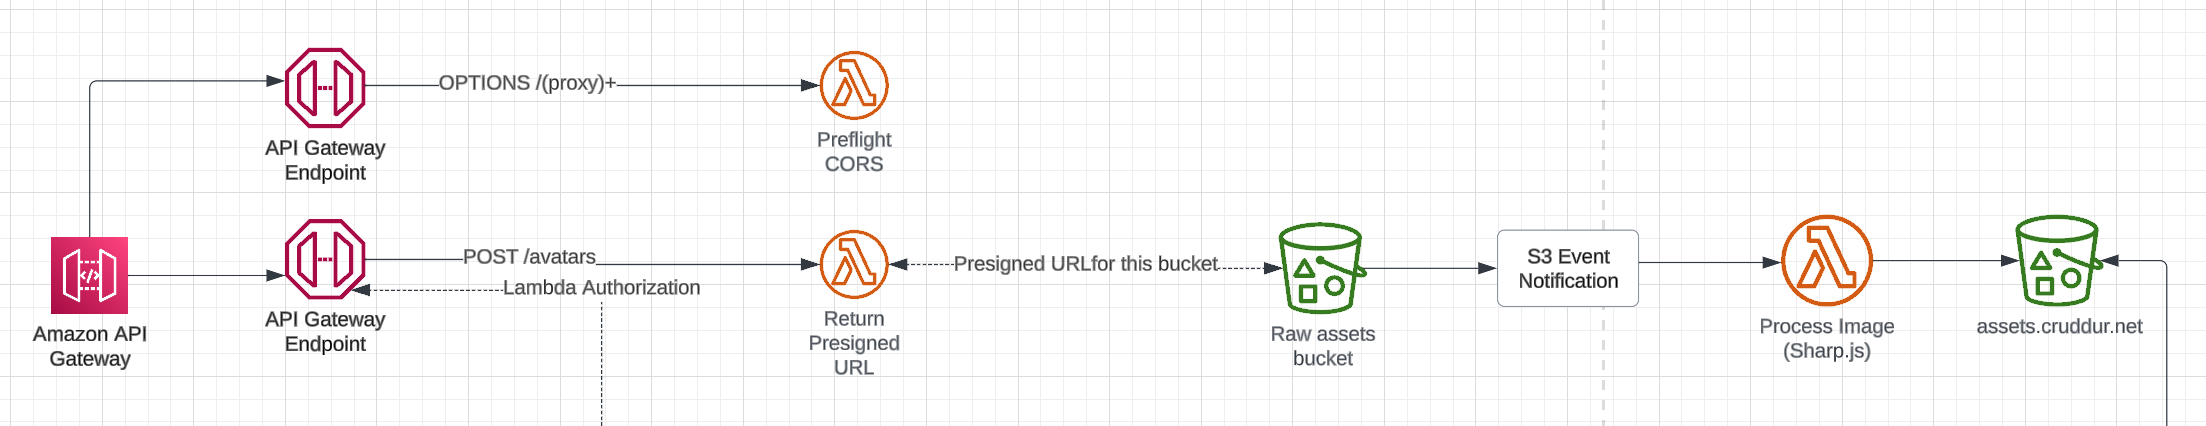 OPTIONS /(proxy)+
API Gateway
Endpoint
Preflight
CORS
Amazon API
Gateway
POST /avatars
Lambda Authorization
API Gateway
Endpoint
Return
Presigned
URL
Presigned URLfor this bucket
Raw assets
bucket
S3 Event
Notification
Process Image
(Sharp.js)
assets.cruddur.net